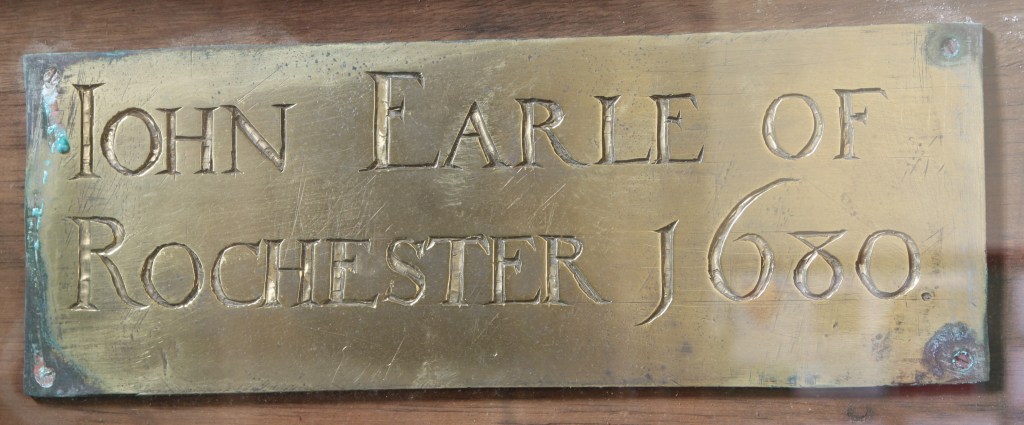 IOHN EARLE OF
ROCHESTER 1680